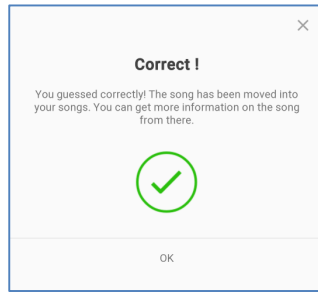 Correct !
You guessed correctly! The song has been moved into
your songs. You can get more information on the song
from there.
OK